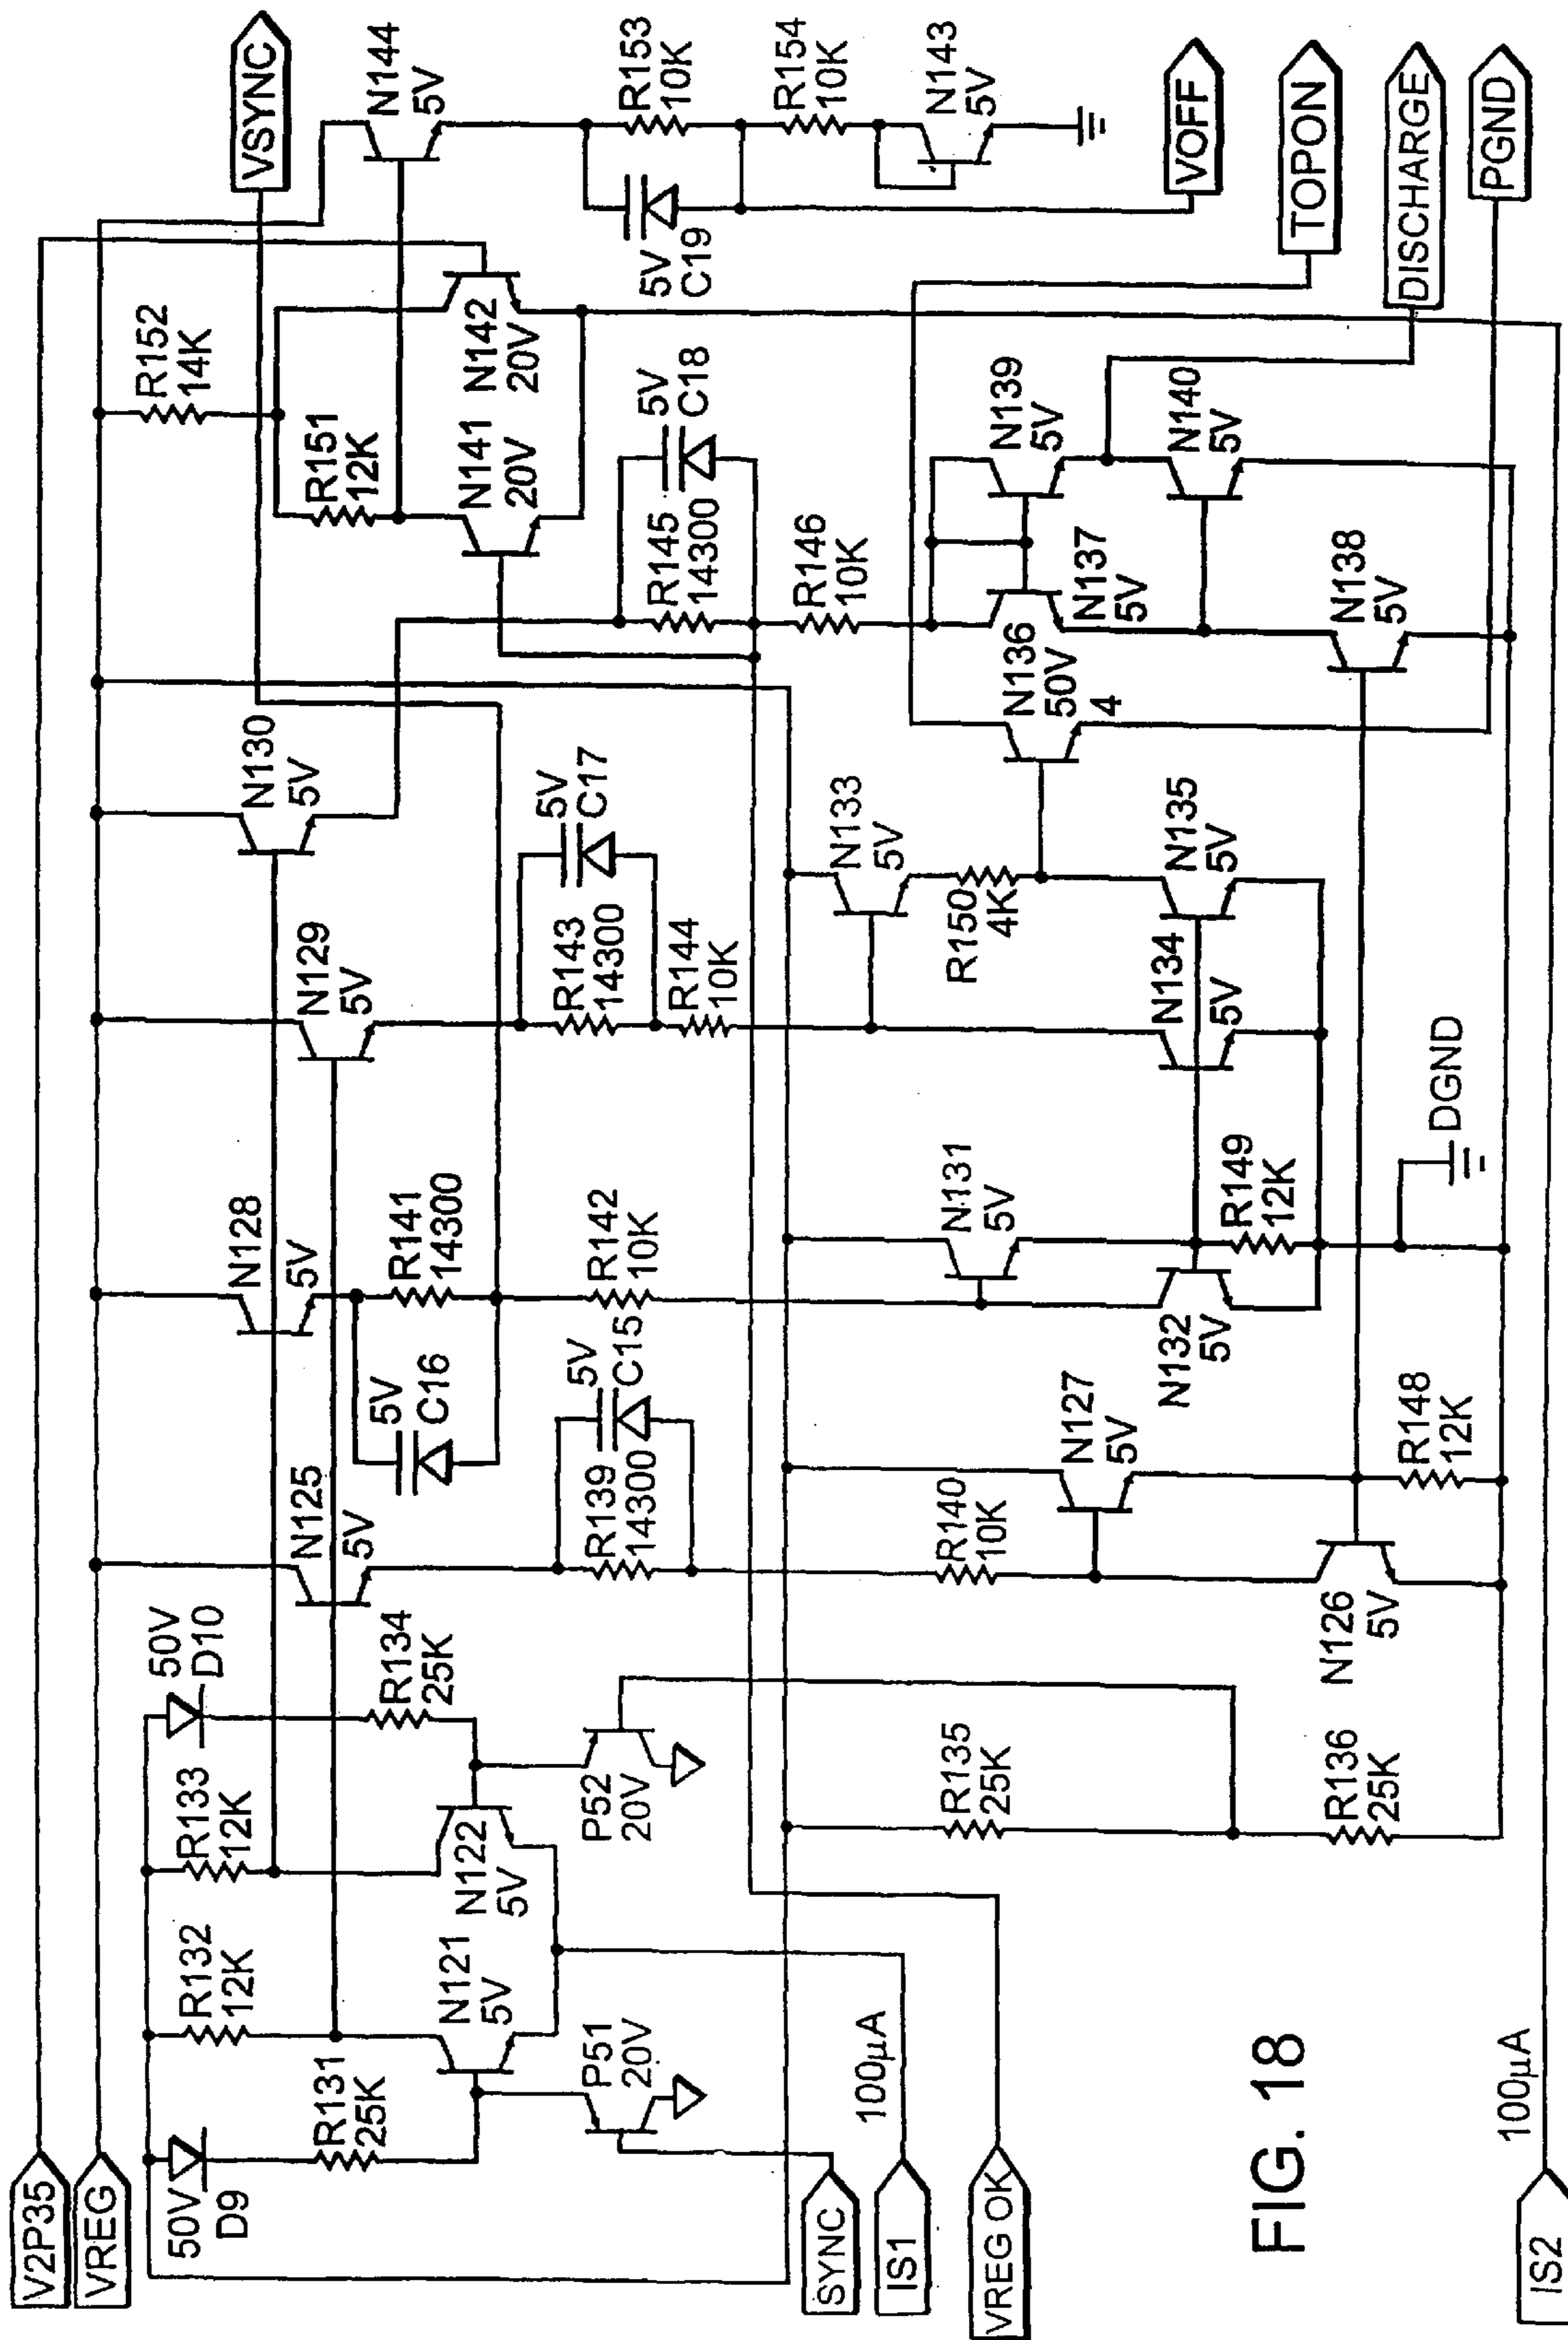 V2P35
VREG
50V
D9
R131
25K
R132
12K
R133
12K
50V
D10
R134
25K
N121
5V
N122
5V
P51
20V
P52
20V
SYNC
IS1
100µA
VREG OK
N125
5V
R139
14300
5V
C15
R140
10K
N127
5V
N126
5V
R148
12K
R135
25K
R136
25K
N128
5V
5V
C16
R141
14300
R142
10K
N131
5V
N132
5V
R149
12K
DGND
N129
5V
R143
14300
5V
C17
R144
10K
N133
5V
R150
4K
N134
5V
N135
5V
N130
5V
R145
14300
5V
C18
R146
10K
N136
50V
4
N137
5V
N138
5V
N139
5V
N140
5V
R152
14K
R151
12K
N141
20V
N142
20V
VSYNC
N144
5V
5V
C19
R153
10K
R154
10K
N143
5V
VOFF
TOPON
DISCHARGE
PGND
IS2
100µA
FIG. 18